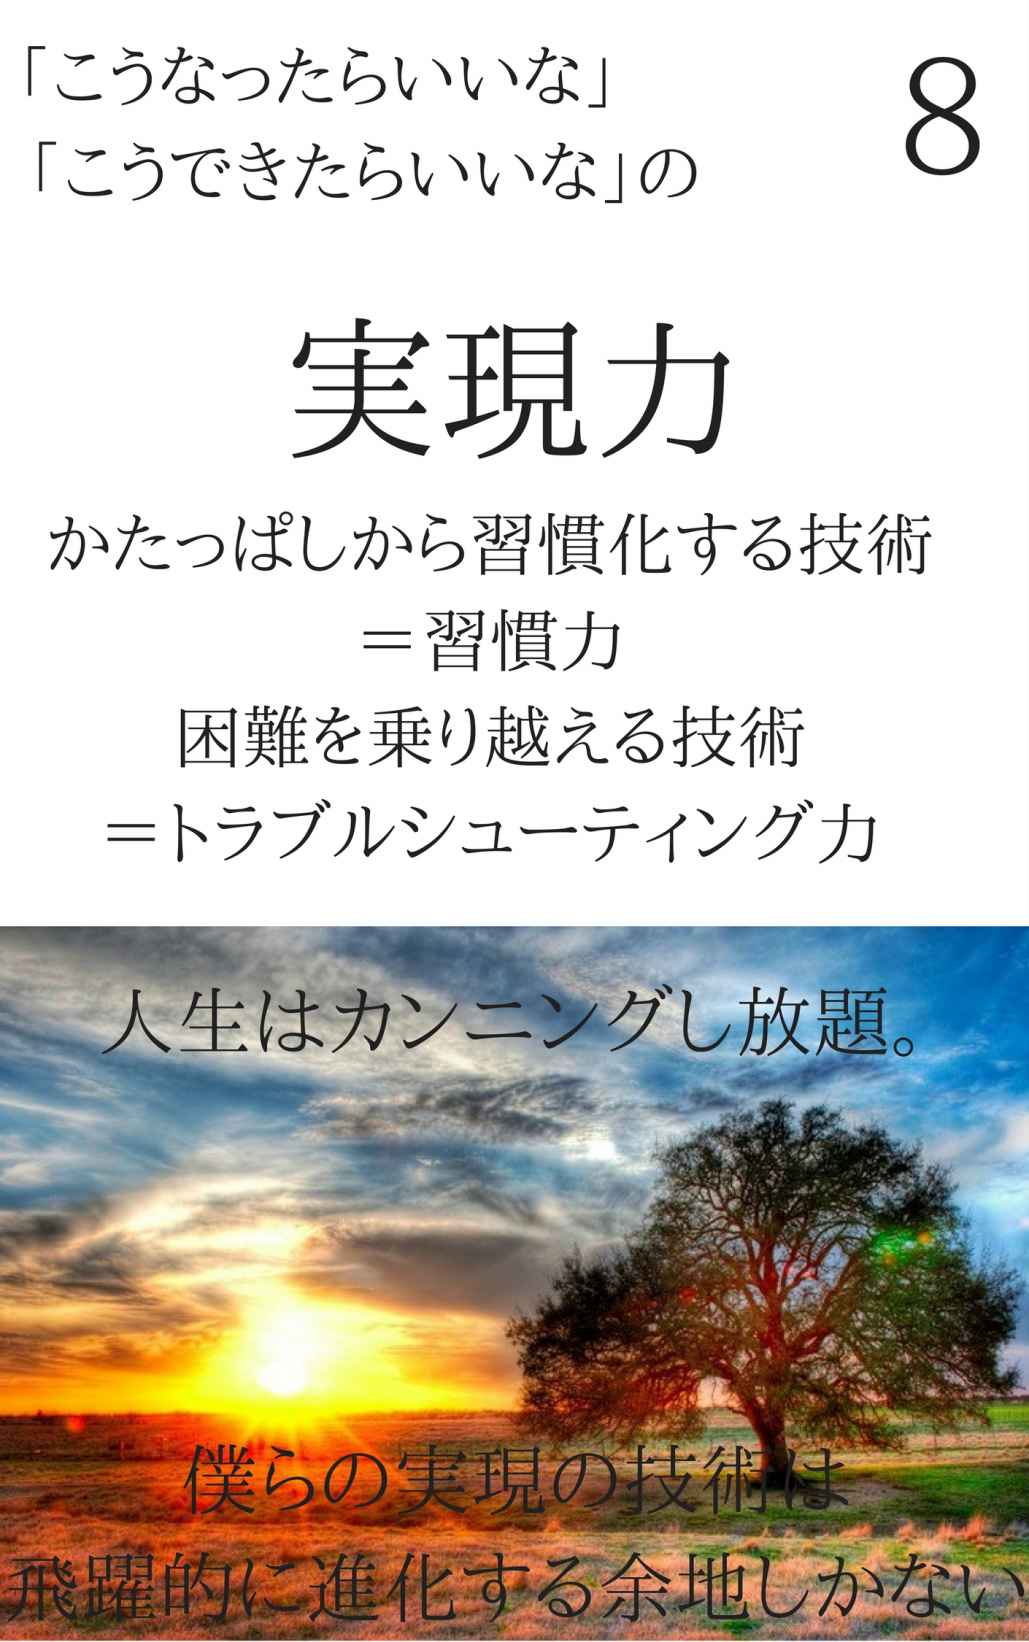 「こうなったらいいな」
8
「こうできたらいいな」の
実現力
かたっぱしから習慣化する技術
＝習慣力
困難を乗り越える技術
＝トラブルシューティング力
人生はカンニングし放題。
僕らの実現の技術は
飛躍的に進化する余地しかない